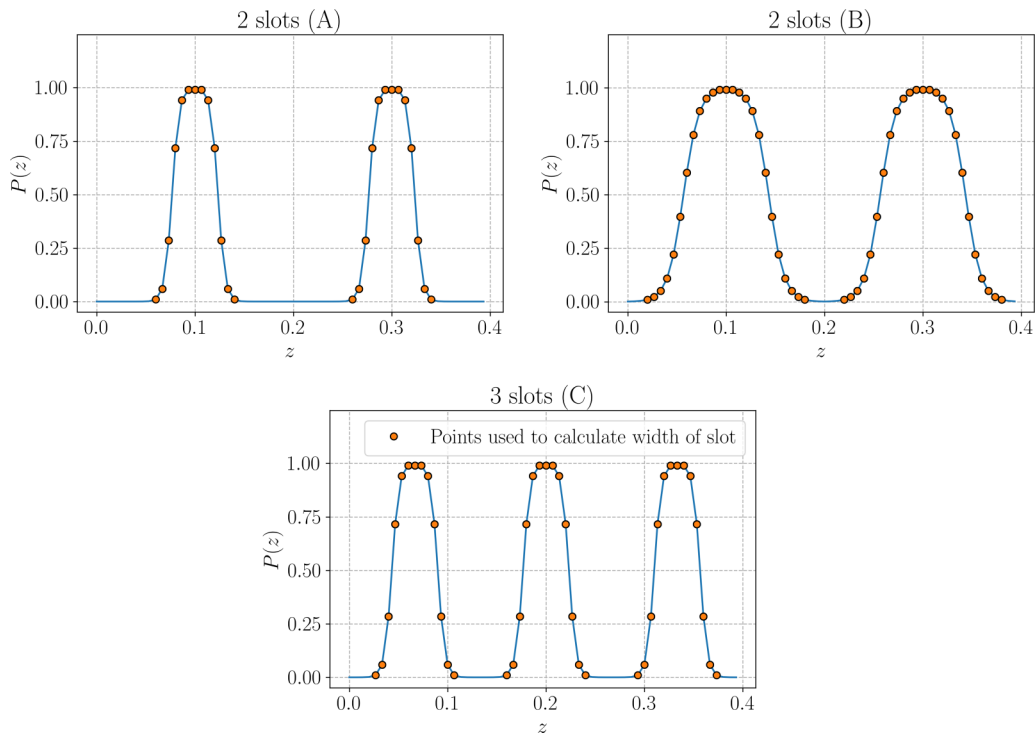 2 slots (A)
1.00
0.75
0.50
0.25
0.00
P(z)
0.0 0.1 0.2 0.3 0.4
z
2 slots (B)
1.00
0.75
0.50
0.25
0.00
P(z)
0.0 0.1 0.2 0.3 0.4
z
3 slots (C)
Points used to calculate width of slot
1.00
0.75
0.50
0.25
0.00
P(z)
0.0 0.1 0.2 0.3 0.4
z